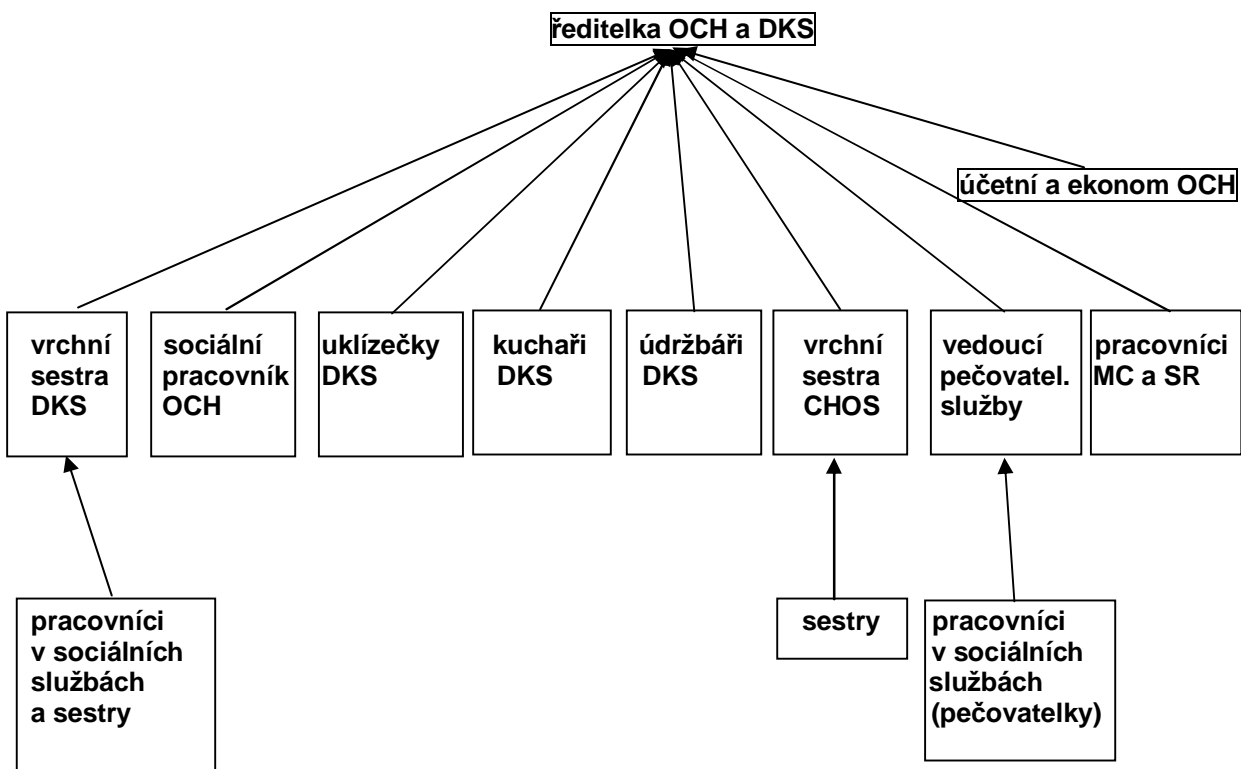 ředitelka OCH a DKS
účetní a ekonom OCH
vrchní
sestra
DKS
sociální
pracovník
OCH
uklízečky
DKS
kuchaři
DKS
údržbáři
DKS
vrchní
sestra
CHOS
vedoucí
pečovatel.
služby
pracovníci
MC a SR
pracovníci
v sociálních
službách
a sestry
sestry
pracovníci
v sociálních
službách
(pečovatelky)